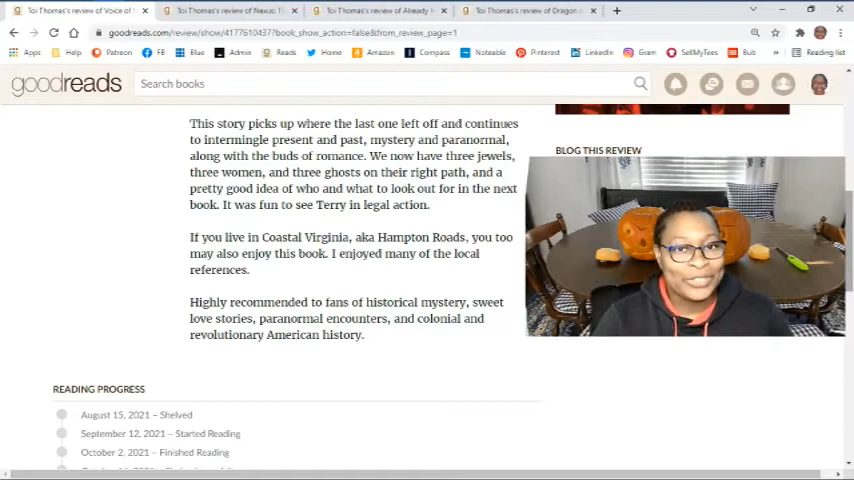 Toi Thomas's review of Voice of
Toi Thomas's review of Nexus: Th
Toi Thomas's review of Already H
Toi Thomas's review of Dragon o
goodreads.com/review/show/4177610437?book_show_action=false&from_review_page=1
Apps
Patreon
FB
Blue
Admin
Reads
Home
Amazon
Compass
Noteable
Pinterest
LinkedIn
Gram
SellMyTees
Bub
Reading list
goodreads
Search books
This story picks up where the last one left off and continues
to intermingle present and past, mystery and paranormal,
along with the buds of romance. We now have three jewels,
three women, and three ghosts on their right path, and a
pretty good idea of who and what to look out for in the next
book. It was fun to see Terry in legal action.
If you live in Coastal Virginia, aka Hampton Roads, you too
may also enjoy this book. I enjoyed many of the local
references.
Highly recommended to fans of historical mystery, sweet
love stories, paranormal encounters, and colonial and
revolutionary American history.
BLOG THIS REVIEW
READING PROGRESS
August 15, 2021 – Shelved
September 12, 2021 – Started Reading
October 2, 2021 – Finished Reading